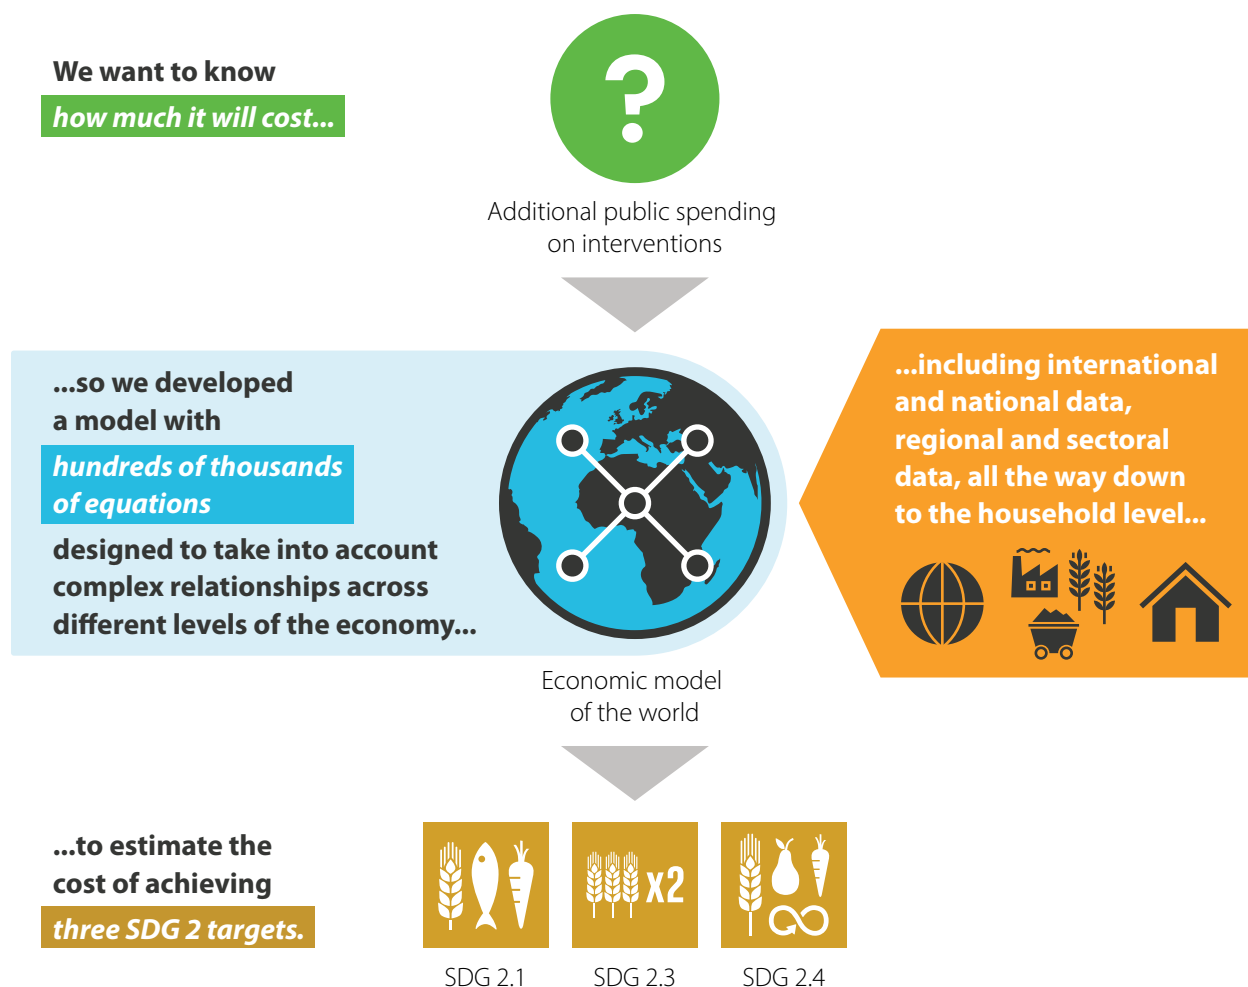 We want to know
how much it will cost...
?
Additional public spending
on interventions
...so we developed
a model with
hundreds of thousands
of equations
designed to take into account
complex relationships across
different levels of the economy...
...including international
and national data,
regional and sectoral
data, all the way down
to the household level...
Economic model
of the world
...to estimate the
cost of achieving
three SDG 2 targets.
x2
SDG 2.1
SDG 2.3
SDG 2.4